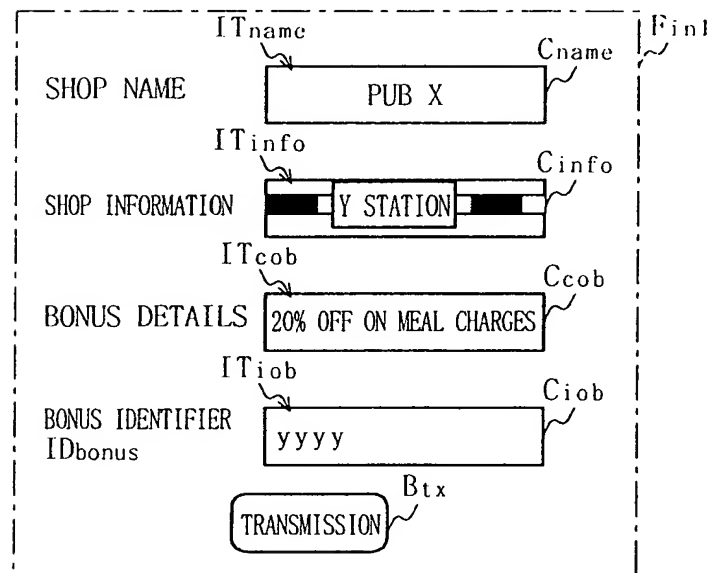 ITname
Fin1
Cname
SHOP NAME
PUB X
ITinfo
Cinfo
SHOP INFORMATION
Y STATION
ITcob
Ccob
BONUS DETAILS
20% OFF ON MEAL CHARGES
ITiob
Ciob
BONUS IDENTIFIER
IDbonus
yyyy
Btx
TRANSMISSION